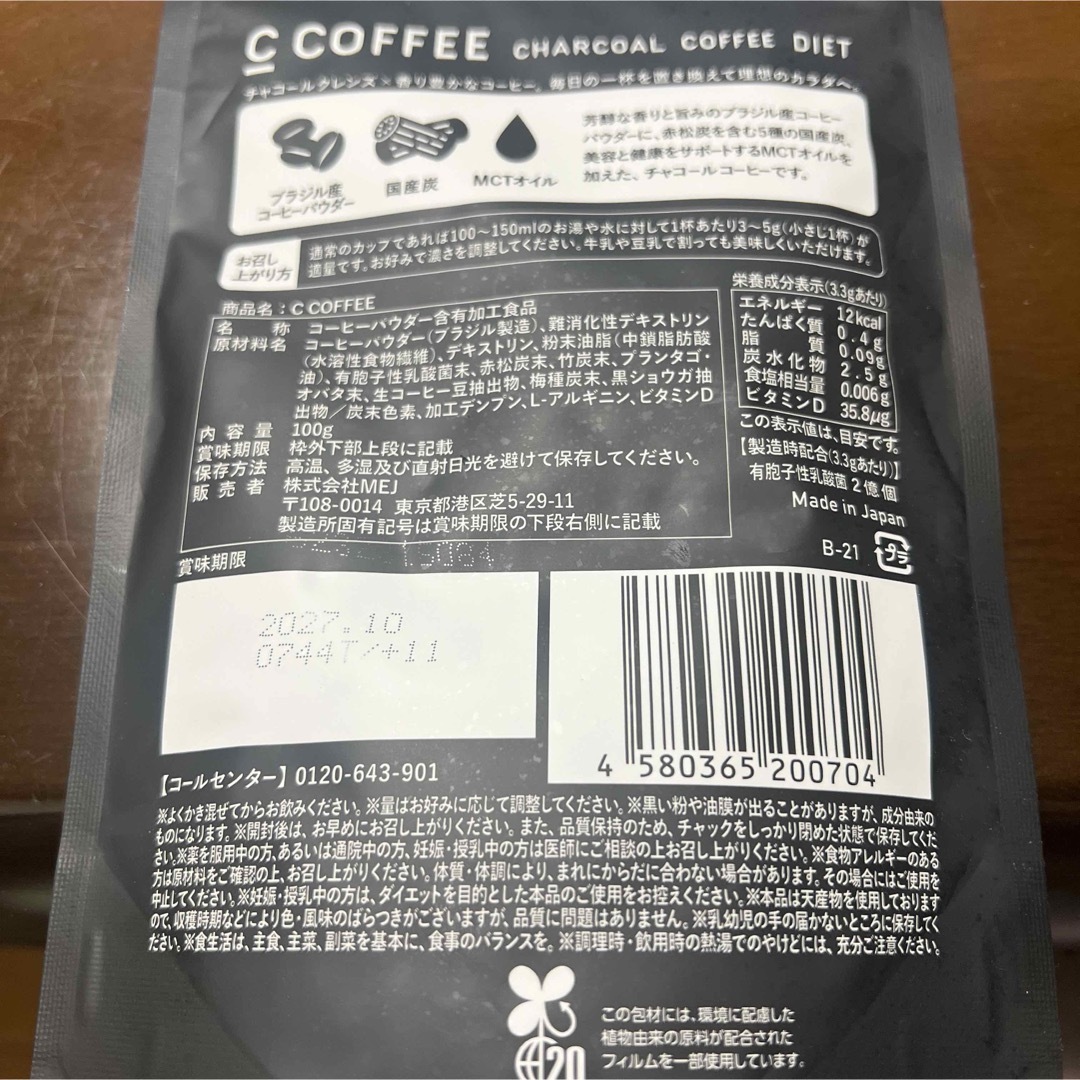 C COFFEE CHARCOAL COFFEE DIET
チャコールクレンズ×香り豊かなコーヒー。毎日の一杯を置き換えて理想のカラダへ。
ブラジル産
コーヒーパウダー
国産炭
MCTオイル
芳醇な香りと旨みのブラジル産コーヒー
パウダーに、赤松炭を含む5種の国産炭、
美容と健康をサポートするMCTオイルを
加えた、チャコールコーヒーです。
お召し
上がり方
通常のカップであれば100〜150mlのお湯や水に対して1杯あたり3〜5g(小さじ1杯)が
適量です。お好みで濃さを調整してください。牛乳や豆乳で割っても美味しくいただけます。
商品名：C COFFEE
名称 コーヒーパウダー含有加工食品
原材料名 コーヒーパウダー(ブラジル製造)、難消化性デキストリン
(水溶性食物繊維)、デキストリン、粉末油脂(中鎖脂肪酸
油)、有胞子性乳酸菌末、赤松炭末、竹炭末、プランタゴ・
オバタ末、生コーヒー豆抽出物、梅種炭末、黒ショウガ抽
出物／炭末色素、加工デンプン、L-アルギニン、ビタミンD
内容量 100g
賞味期限 枠外下部上段に記載
保存方法 高温、多湿及び直射日光を避けて保存してください。
販売者 株式会社MEJ
〒108-0014 東京都港区芝5-29-11
製造所固有記号は賞味期限の下段右側に記載
栄養成分表示(3.3gあたり)
エネルギー 12kcal
たんぱく質 0.4g
脂質 0.09g
炭水化物 2.5g
食塩相当量 0.006g
ビタミンD 35.8μg
この表示値は、目安です。
【製造時配合(3.3gあたり)】
有胞子性乳酸菌2億個
Made in Japan
B-21 プラ
賞味期限
2027.10
0744T/+11
4 580365 200704
【コールセンター】0120-643-901
※よくかき混ぜてからお飲みください。※量はお好みに応じて調整してください。※黒い粉や油膜が出ることがありますが、成分由来の
ものになります。※開封後は、お早めにお召し上がりください。また、品質保持のため、チャックをしっかり閉めた状態で保存してくだ
さい。※薬を服用中の方、あるいは通院中の方、妊娠・授乳中の方は医師にご相談の上お召し上がりください。※食物アレルギーのある
方は原材料をご確認の上、お召し上がりください。体質・体調により、まれにからだに合わない場合があります。その場合にはご使用を
中止してください。※妊娠・授乳中の方は、ダイエットを目的とした本品のご使用をお控えください。※本品は天産物を使用しております
ので、収穫時期などにより色・風味のばらつきがございますが、品質に問題はありません。※乳幼児の手の届かないところに保存してく
ださい。※食生活は、主食、主菜、副菜を基本に、食事のバランスを。※調理時・飲用時の熱湯でのやけどには、充分ご注意ください。
この包材には、環境に配慮した
植物由来の原料が配合された
フィルムを一部使用しています。
20